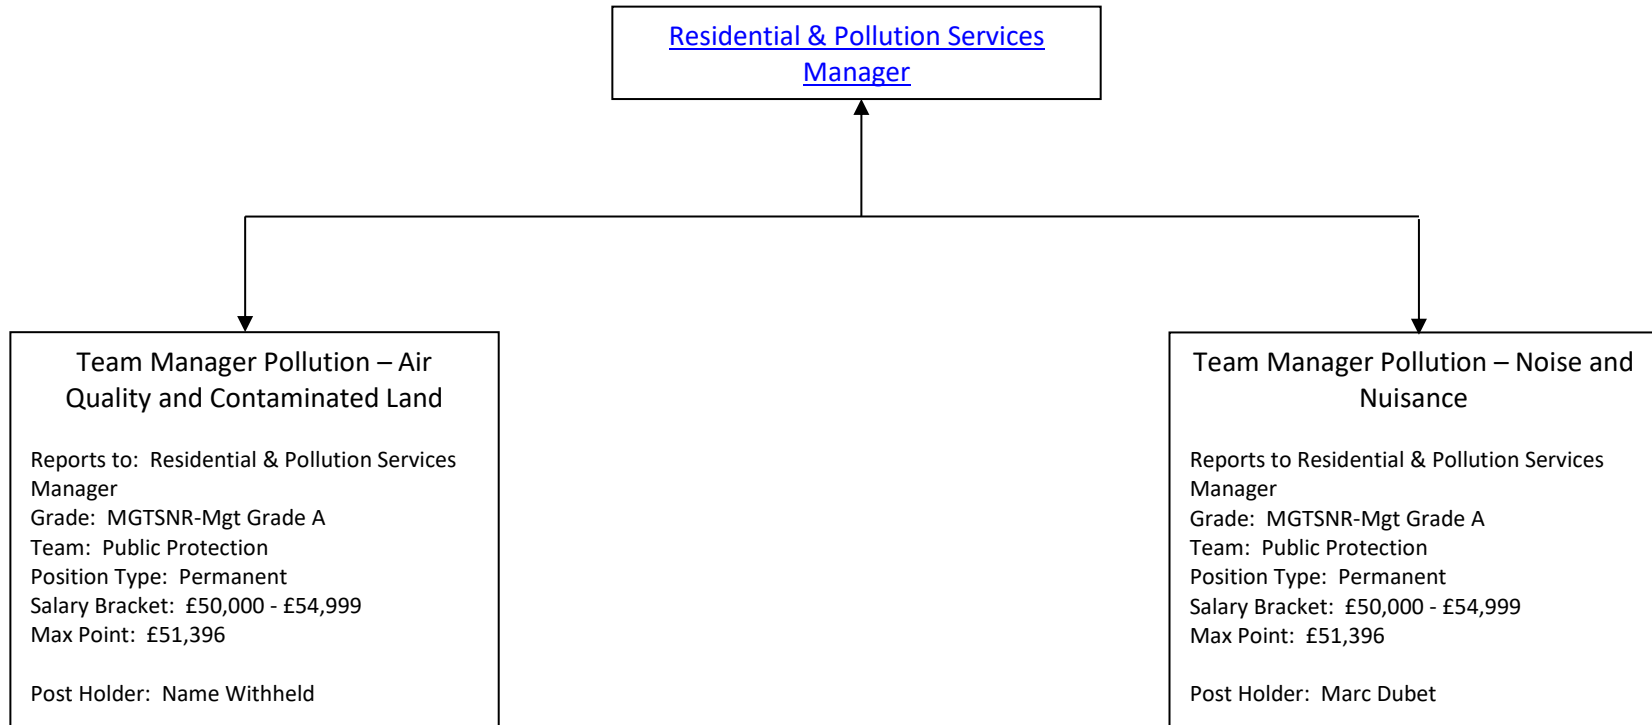 Residential & Pollution Services
Manager
Team Manager Pollution – Air
Quality and Contaminated Land
Reports to:  Residential & Pollution Services
Manager
Grade:  MGTSNR-Mgt Grade A
Team:  Public Protection
Position Type:  Permanent
Salary Bracket:  £50,000 - £54,999
Max Point:  £51,396
Post Holder:  Name Withheld
Team Manager Pollution – Noise and
Nuisance
Reports to Residential & Pollution Services
Manager
Grade:  MGTSNR-Mgt Grade A
Team:  Public Protection
Position Type:  Permanent
Salary Bracket:  £50,000 - £54,999
Max Point:  £51,396
Post Holder:  Marc Dubet